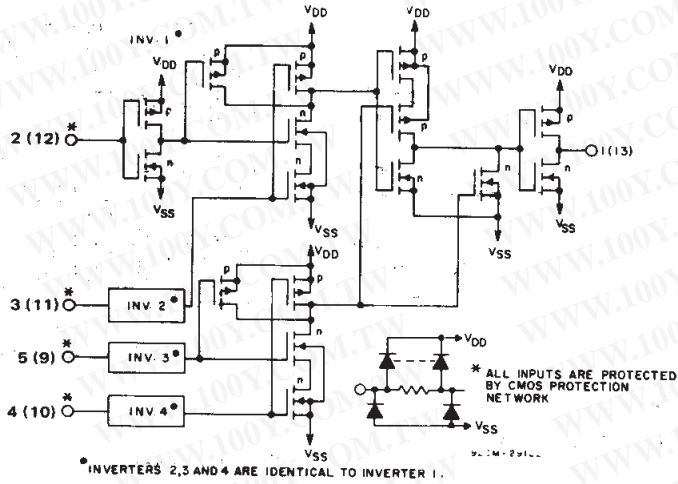 VDD
VDD
INV. 1 •
p
p
p
VDD
VDD
p
p
p
2 (12) *
n
n
n
n
n
n
1 (13)
VSS
VSS
VSS
VSS
VDD
p
p
3 (11) *
INV. 2 •
5 (9) *
INV. 3 •
n
n
4 (10) *
INV. 4 •
VSS
VDD
VSS
* ALL INPUTS ARE PROTECTED
BY CMOS PROTECTION
NETWORK
• INVERTERS 2,3 AND 4 ARE IDENTICAL TO INVERTER 1.
WWW.100Y.COM.TW